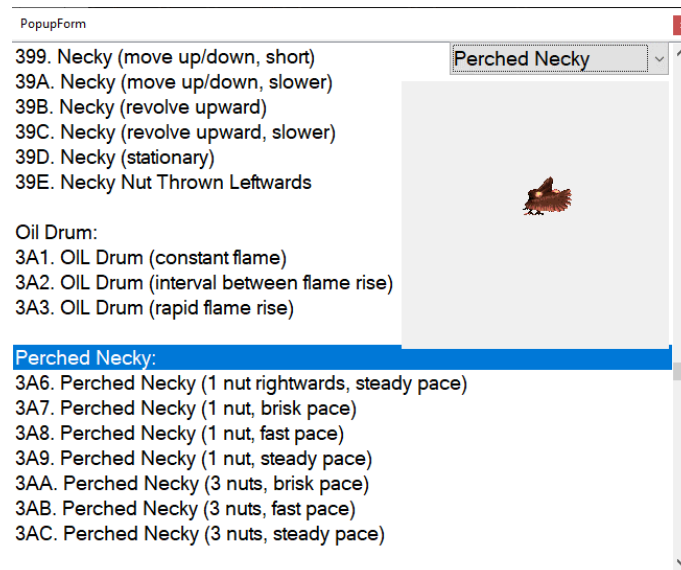 PopupForm
399. Necky (move up/down, short)
Perched Necky
39A. Necky (move up/down, slower)
39B. Necky (revolve upward)
39C. Necky (revolve upward, slower)
39D. Necky (stationary)
39E. Necky Nut Thrown Leftwards
Oil Drum:
3A1. OIL Drum (constant flame)
3A2. OIL Drum (interval between flame rise)
3A3. OIL Drum (rapid flame rise)
Perched Necky:
3A6. Perched Necky (1 nut rightwards, steady pace)
3A7. Perched Necky (1 nut, brisk pace)
3A8. Perched Necky (1 nut, fast pace)
3A9. Perched Necky (1 nut, steady pace)
3AA. Perched Necky (3 nuts, brisk pace)
3AB. Perched Necky (3 nuts, fast pace)
3AC. Perched Necky (3 nuts, steady pace)